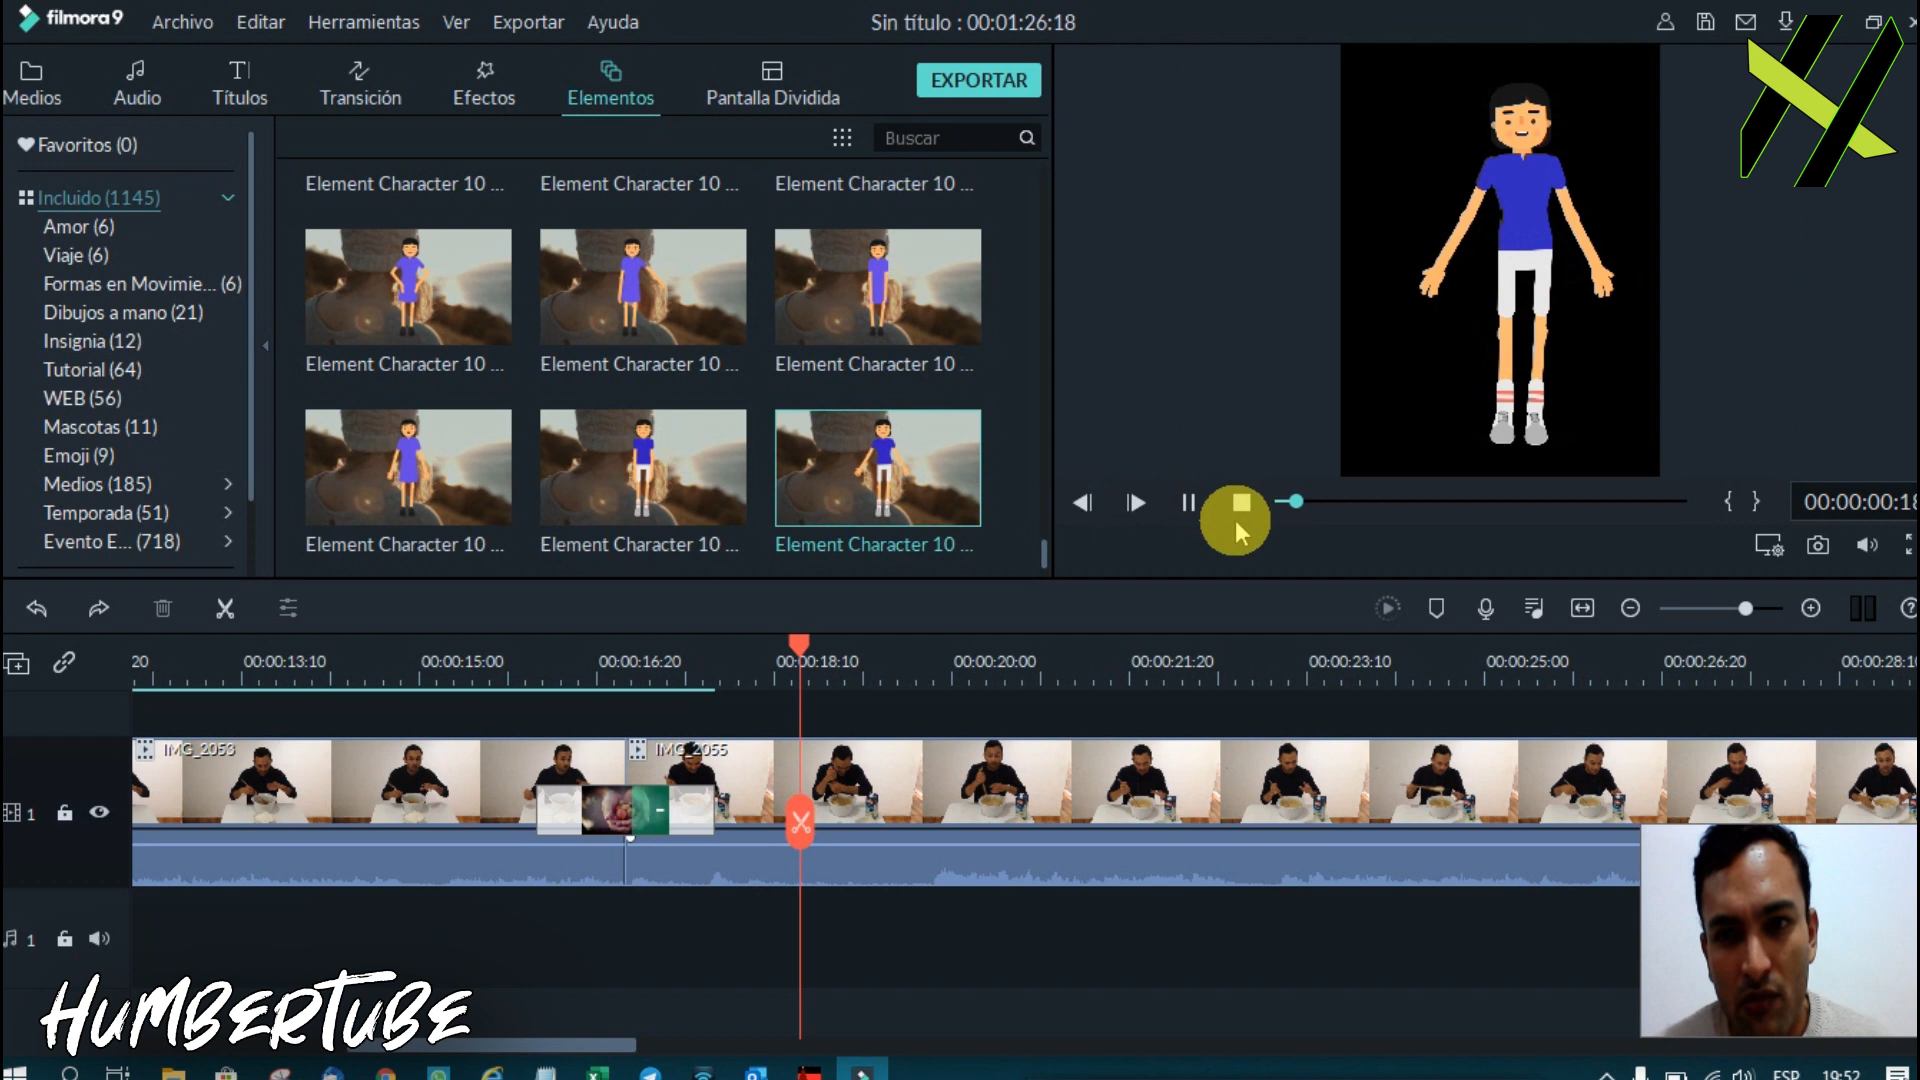 filmora9 Archivo Editar Herramientas Ver Exportar Ayuda Sin título : 00:01:26:18
Medios Audio Títulos Transición Efectos Elementos Pantalla Dividida EXPORTAR
Favoritos (0)
Buscar
Incluido (1145)
Amor (6)
Viaje (6)
Formas en Movimie... (6)
Dibujos a mano (21)
Insignia (12)
Tutorial (64)
WEB (56)
Mascotas (11)
Emoji (9)
Medios (185)
Temporada (51)
Evento E... (718)
Element Character 10 ... Element Character 10 ... Element Character 10 ...
Element Character 10 ... Element Character 10 ... Element Character 10 ...
Element Character 10 ... Element Character 10 ... Element Character 10 ...
{ } 00:00:00:18
20 00:00:13:10 00:00:15:00 00:00:16:20 00:00:18:10 00:00:20:00 00:00:21:20 00:00:23:10 00:00:25:00 00:00:26:20 00:00:28:10
IMG_2053 IMG_2055
1
1
HUMBERTUBE
ESP 19:52